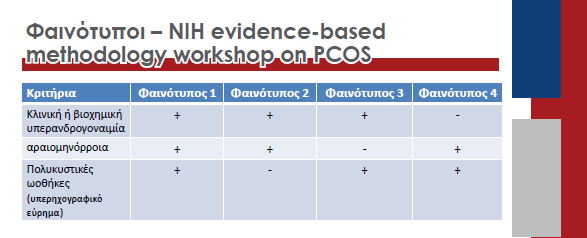 Φαινότυποι – NIH evidence-based
methodology workshop on PCOS
Κριτήρια Φαινότυπος 1 Φαινότυπος 2 Φαινότυπος 3 Φαινότυπος 4
Κλινική ή βιοχημική
υπερανδρογοναιμία + + + -
αραιομηνόρροια + + - +
Πολυκυστικές + - + +
ωοθήκες
(υπερηχογραφικό
εύρημα)